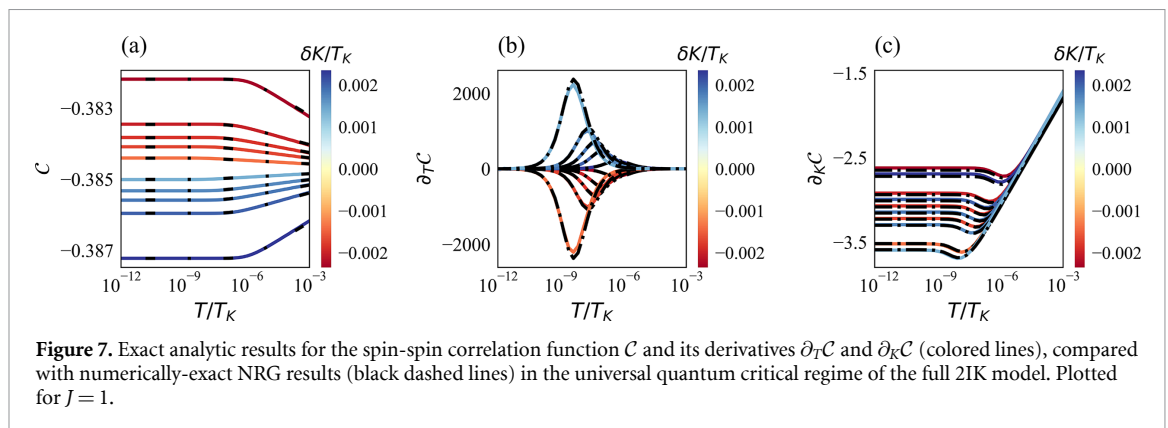 (a)
δK/T_K
(b)
δK/T_K
(c)
δK/T_K
C
−0.383
−0.385
−0.387
10⁻¹² 10⁻⁹ 10⁻⁶ 10⁻³
T/T_K
0.002
0.001
0.000
−0.001
−0.002
∂_TC
2000
0
−2000
10⁻¹² 10⁻⁹ 10⁻⁶ 10⁻³
T/T_K
0.002
0.001
0.000
−0.001
−0.002
∂_KC
−1.5
−2.5
−3.5
10⁻¹² 10⁻⁹ 10⁻⁶ 10⁻³
T/T_K
0.002
0.001
0.000
−0.001
−0.002
Figure 7. Exact analytic results for the spin-spin correlation function C and its derivatives ∂_TC and ∂_KC (colored lines), compared
with numerically-exact NRG results (black dashed lines) in the universal quantum critical regime of the full 2IK model. Plotted
for J = 1.